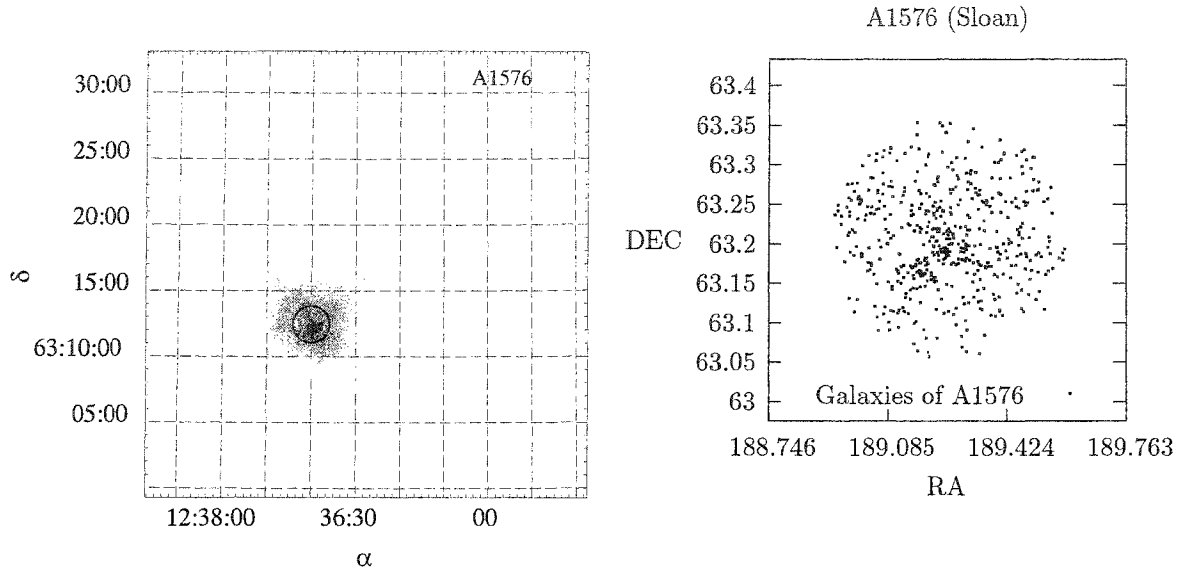 A1576
30:00
25:00
20:00
15:00
63:10:00
05:00
δ
12:38:00 36:30 00
α
A1576 (Sloan)
63.4
63.35
63.3
63.25
63.2
63.15
63.1
63.05
63
DEC
Galaxies of A1576
188.746 189.085 189.424 189.763
RA